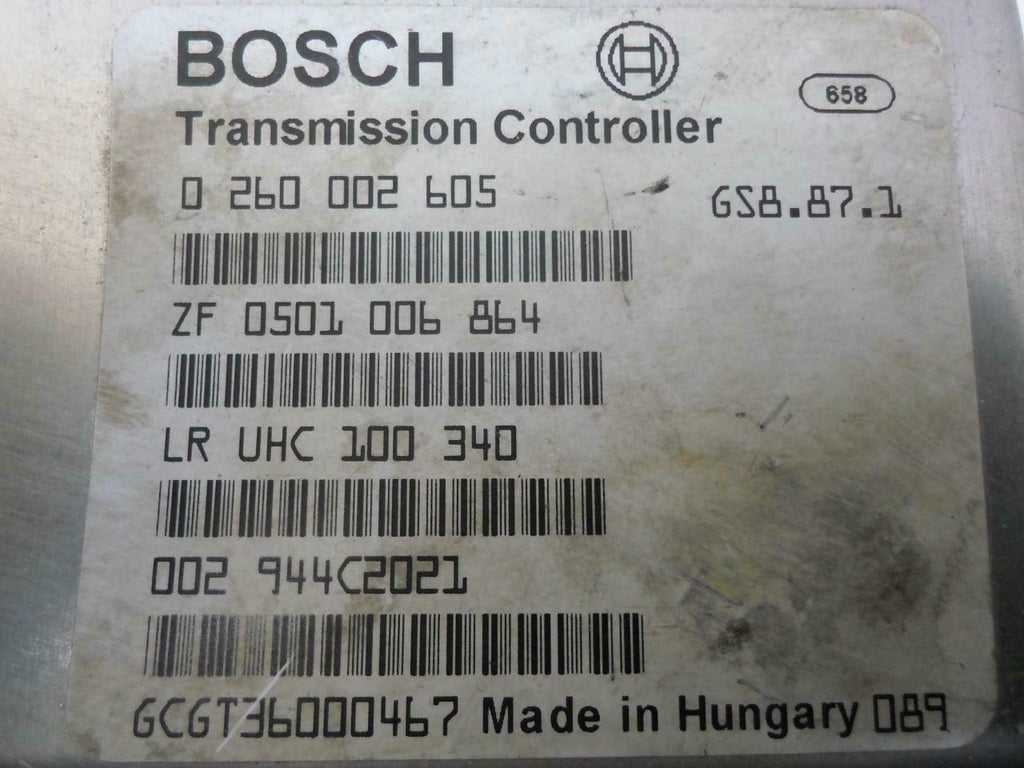 BOSCH
658
Transmission Controller
0 260 002 605
GS8.87.1
ZF 0501 006 864
LR UHC 100 340
002 944C2021
GCGT36000467 Made in Hungary 089